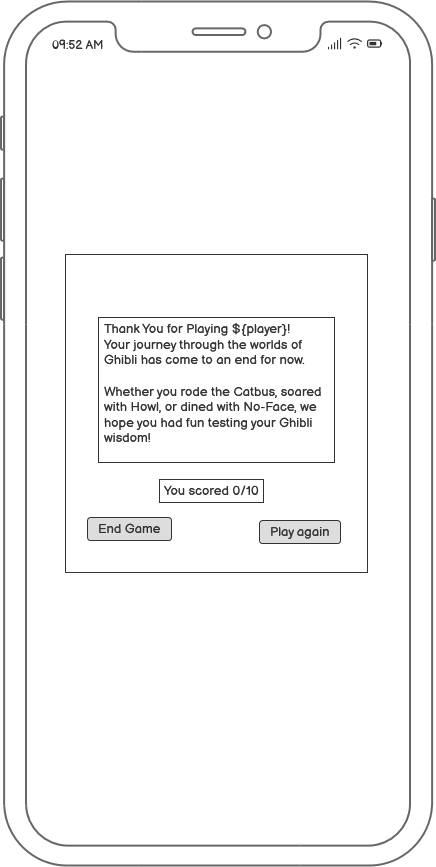 09:52 AM
Thank You for Playing ${player}!
Your journey through the worlds of
Ghibli has come to an end for now.
Whether you rode the Catbus, soared
with Howl, or dined with No-Face, we
hope you had fun testing your Ghibli
wisdom!
You scored 0/10
End Game
Play again